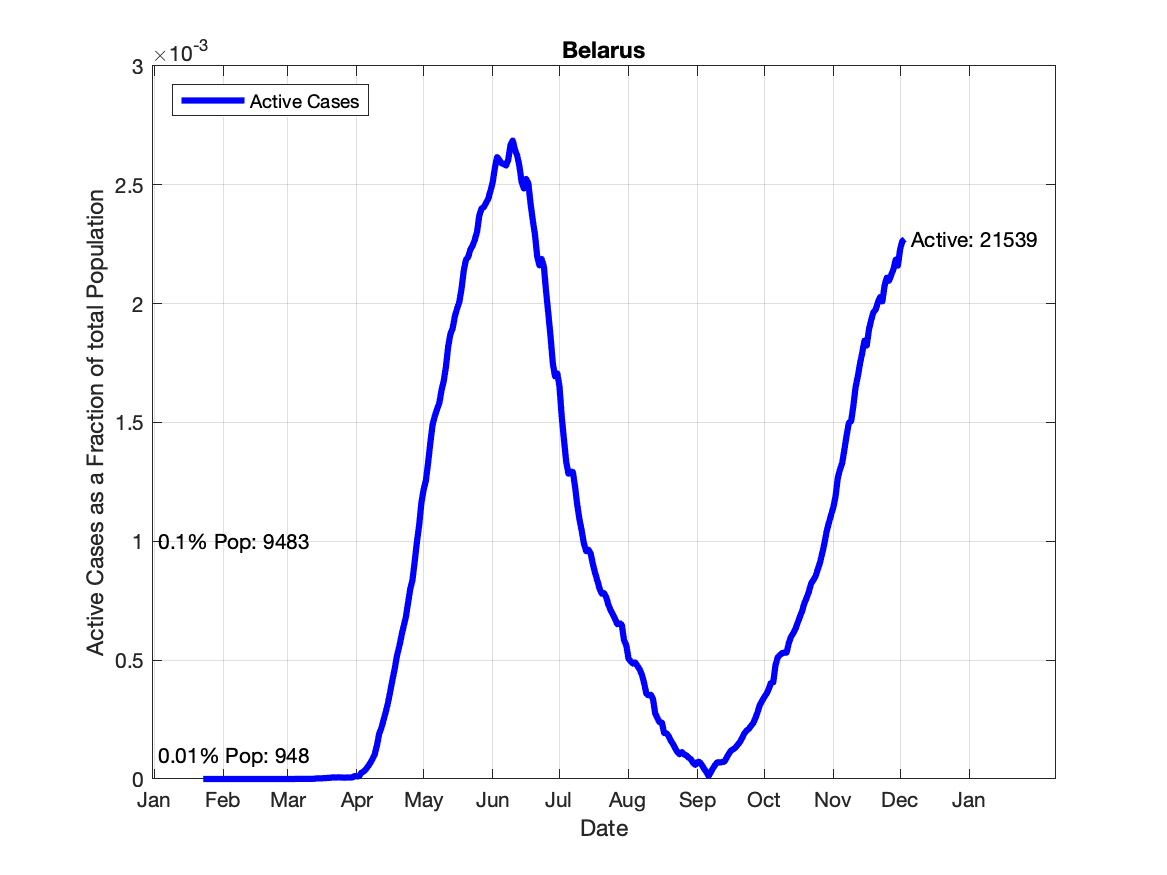 Belarus
×10-3
3
Active Cases
2.5
Active: 21539
2
1.5
1
0.1% Pop: 9483
0.5
0.01% Pop: 948
0
Active Cases as a Fraction of total Population
Jan Feb Mar Apr May Jun Jul Aug Sep Oct Nov Dec Jan
Date